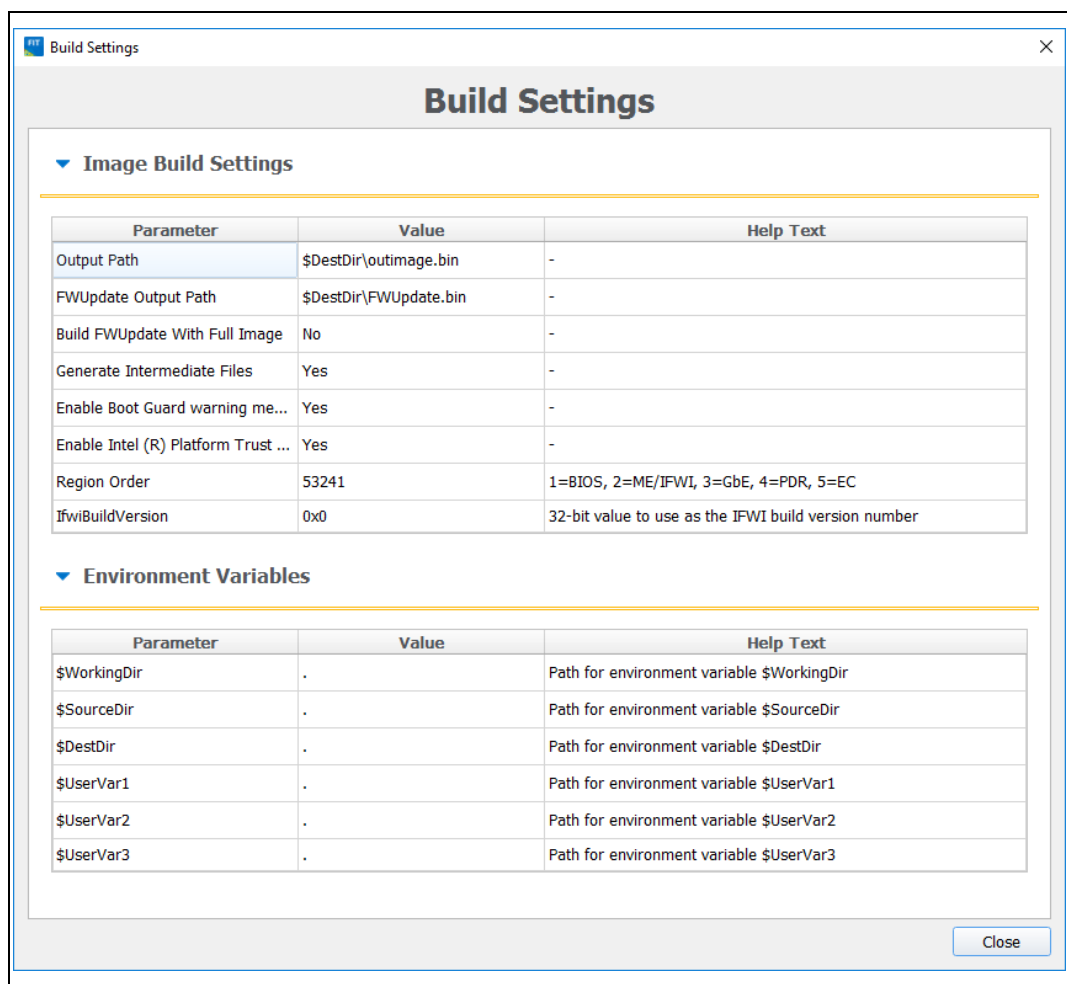 FIT Build Settings
Build Settings
Image Build Settings
Parameter Value Help Text
Output Path $DestDir\outimage.bin -
FWUpdate Output Path $DestDir\FWUpdate.bin -
Build FWUpdate With Full Image No -
Generate Intermediate Files Yes -
Enable Boot Guard warning me... Yes -
Enable Intel (R) Platform Trust ... Yes -
Region Order 53241 1=BIOS, 2=ME/IFWI, 3=GbE, 4=PDR, 5=EC
IfwiBuildVersion 0x0 32-bit value to use as the IFWI build version number
Environment Variables
Parameter Value Help Text
$WorkingDir . Path for environment variable $WorkingDir
$SourceDir . Path for environment variable $SourceDir
$DestDir . Path for environment variable $DestDir
$UserVar1 . Path for environment variable $UserVar1
$UserVar2 . Path for environment variable $UserVar2
$UserVar3 . Path for environment variable $UserVar3
Close